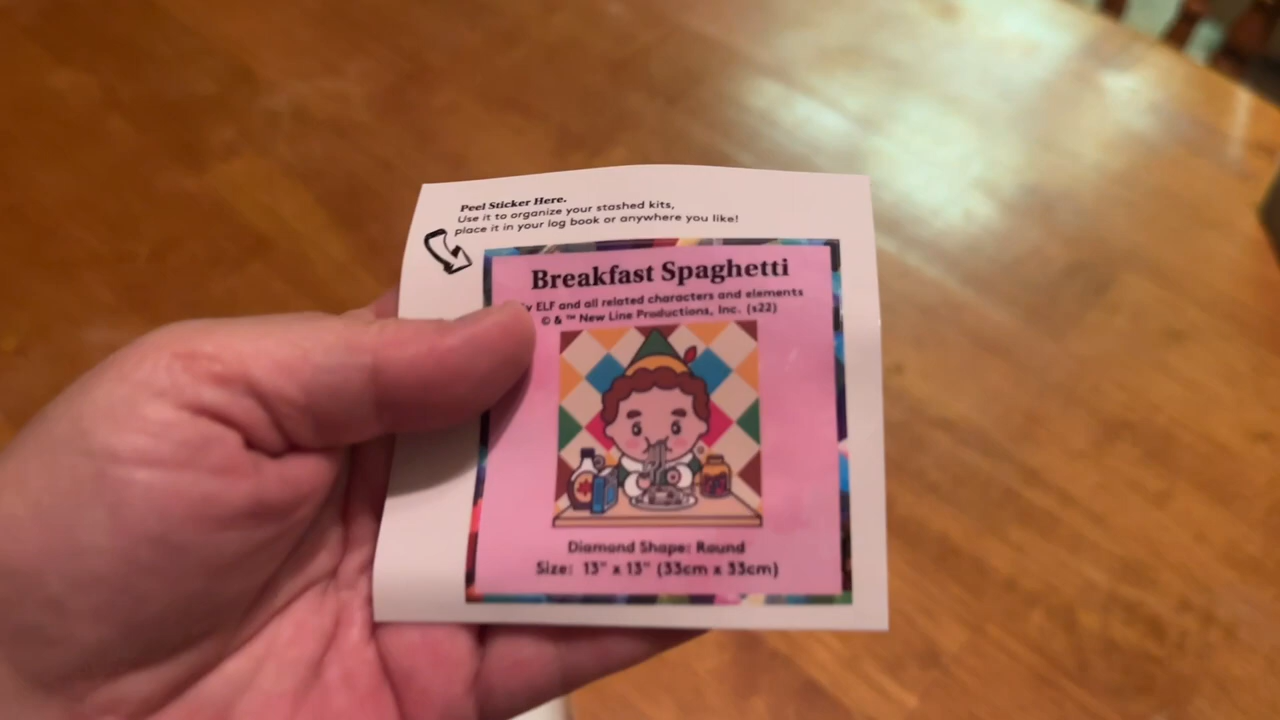 Peel Sticker Here.
Use it to organize your stashed kits,
place it in your log book or anywhere you like!
Breakfast Spaghetti
ELF and all related characters and elements
© & ™ New Line Productions, Inc. (s22)
Diamond Shape: Round
Size: 13" x 13" (33cm x 33cm)